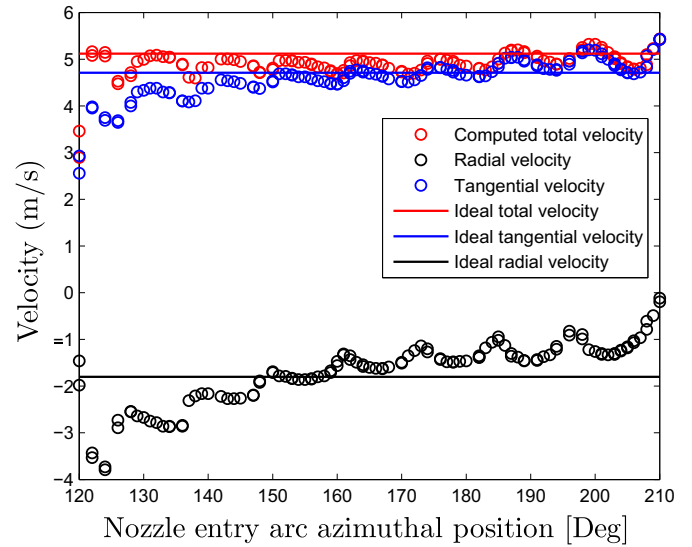 6
5
4
3
2
1
0
−1
−2
−3
−4
120 130 140 150 160 170 180 190 200 210
Velocity (m/s)
Nozzle entry arc azimuthal position [Deg]
Computed total velocity
Radial velocity
Tangential velocity
Ideal total velocity
Ideal tangential velocity
Ideal radial velocity